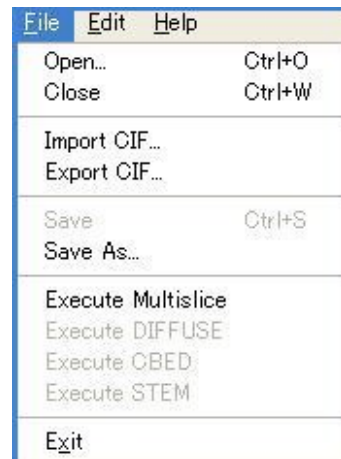 File Edit Help
Open... Ctrl+O
Close Ctrl+W
Import CIF...
Export CIF...
Save Ctrl+S
Save As...
Execute Multislice
Execute DIFFUSE
Execute CBED
Execute STEM
Exit